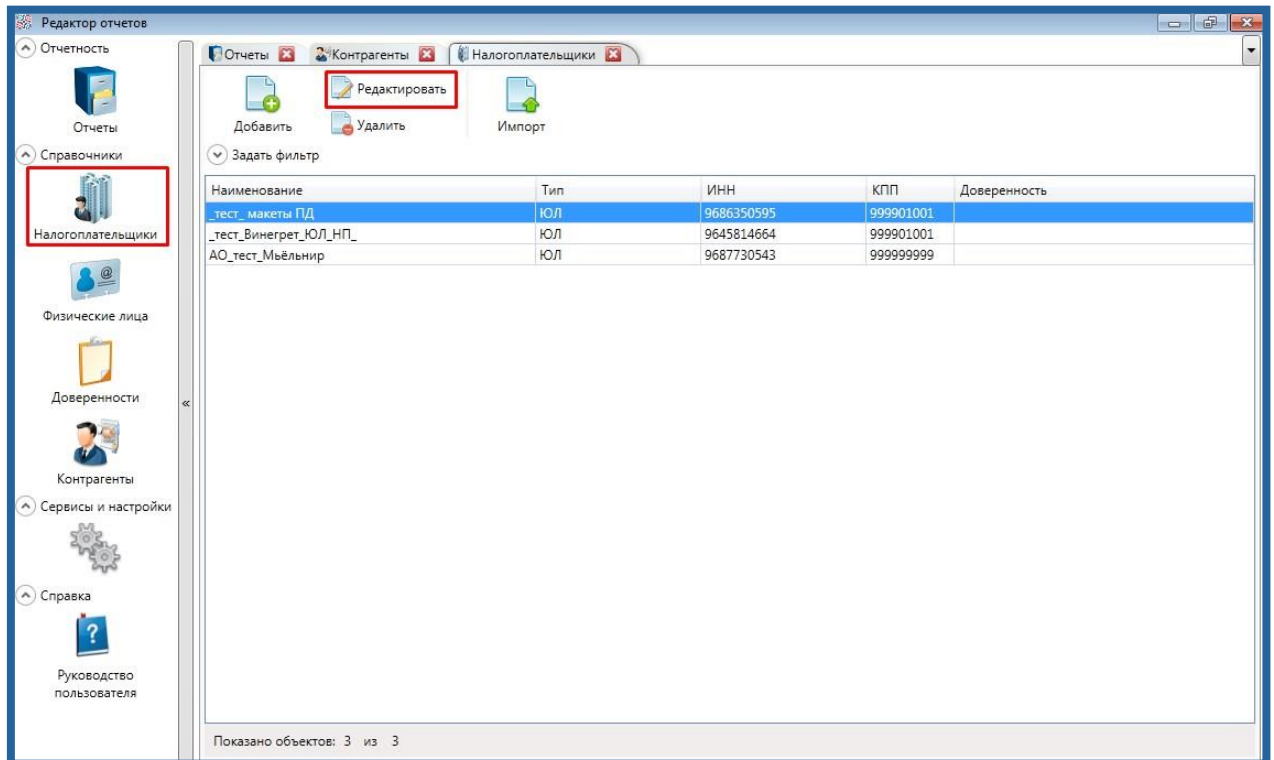 Редактор отчетов
Отчетность
Отчеты
Справочники
Налогоплательщики
Физические лица
Доверенности
Контрагенты
Сервисы и настройки
Справка
?
Руководство
пользователя
«
Отчеты Контрагенты Налогоплательщики
Добавить Редактировать Удалить Импорт
Задать фильтр
Наименование Тип ИНН КПП Доверенность
_тест_ макеты ПД ЮЛ 9686350595 999901001
_тест_Винегрет_ЮЛ_НП_ ЮЛ 9645814664 999901001
АО_тест_Мьёльнир ЮЛ 9687730543 999999999
Показано объектов: 3 из 3